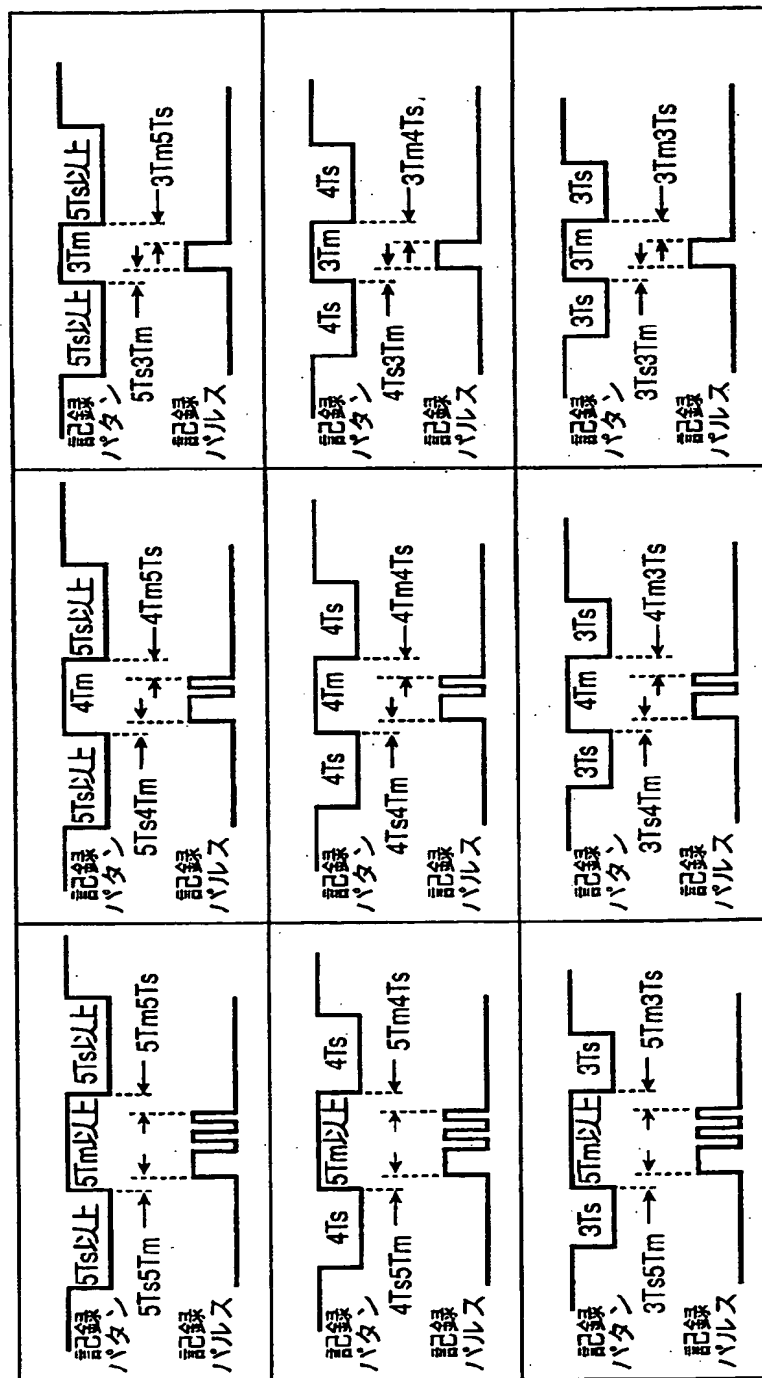 記録
パタン
5Ts以上 5Tm以上 5Ts以上
5Ts5Tm 5Tm5Ts
記録
パルス
記録
パタン
5Ts以上 4Tm 5Ts以上
5Ts4Tm 4Tm5Ts
記録
パルス
記録
パタン
5Ts以上 3Tm 5Ts以上
5Ts3Tm 3Tm5Ts
記録
パルス
記録
パタン
4Ts 5Tm以上 4Ts
4Ts5Tm 5Tm4Ts
記録
パルス
記録
パタン
4Ts 4Tm 4Ts
4Ts4Tm 4Tm4Ts
記録
パルス
記録
パタン
4Ts 3Tm 4Ts
4Ts3Tm 3Tm4Ts
記録
パルス
記録
パタン
3Ts 5Tm以上 3Ts
3Ts5Tm 5Tm3Ts
記録
パルス
記録
パタン
3Ts 4Tm 3Ts
3Ts4Tm 4Tm3Ts
記録
パルス
記録
パタン
3Ts 3Tm 3Ts
3Ts3Tm 3Tm3Ts
記録
パルス